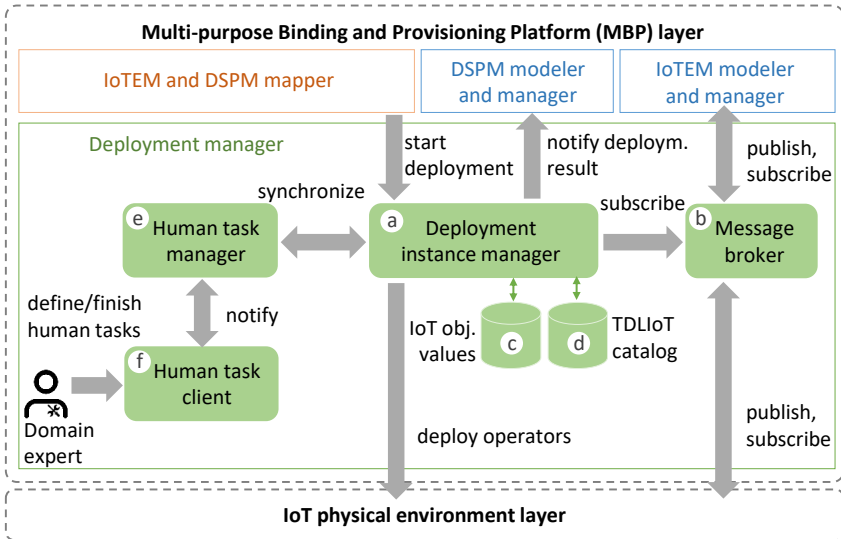 Multi-purpose Binding and Provisioning Platform (MBP) layer
IoTEM and DSPM mapper
DSPM modeler
and manager
IoTEM modeler
and manager
Deployment manager
start
deployment
notify deploym.
result
publish,
subscribe
synchronize
subscribe
e
Human task
manager
a
Deployment
instance manager
b
Message
broker
define/finish
human tasks
notify
IoT obj.
values
c
d
TDLIoT
catalog
f
Human task
client
Domain
expert
deploy operators
publish,
subscribe
IoT physical environment layer